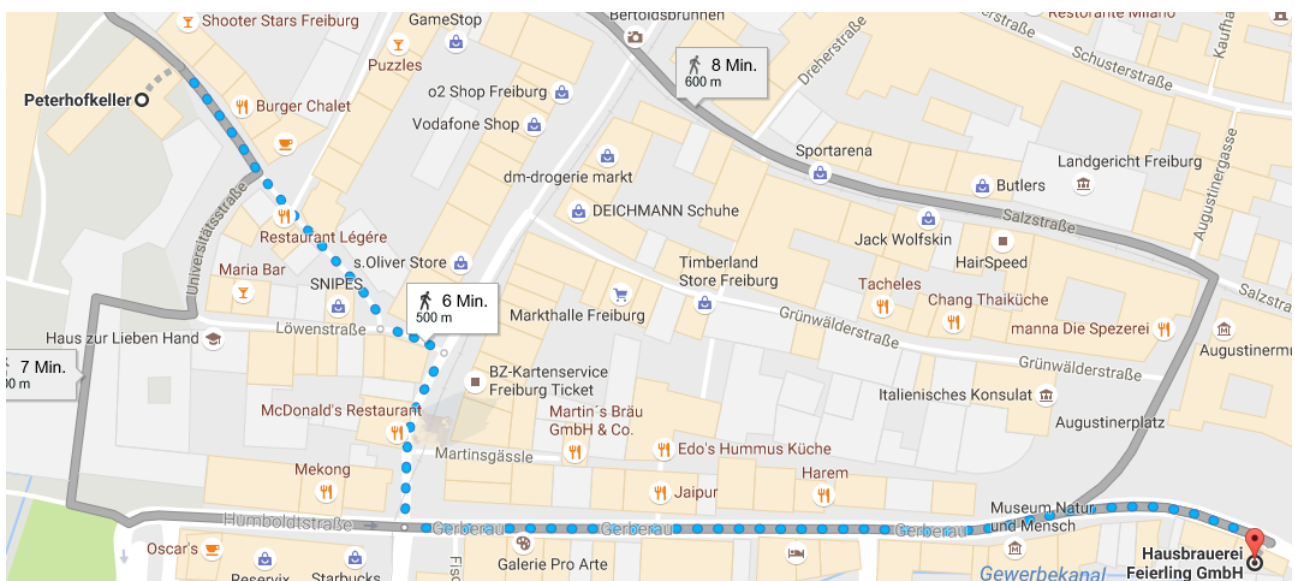 Shooter Stars Freiburg
GameStop
Bertoldsbrunnen
Ristorante Milano
Puzzles
8 Min.
600 m
Dreherstraße
Schusterstraße
Peterhofkeller
Burger Chalet
o2 Shop Freiburg
Vodafone Shop
Augustinergasse
Sportarena
Landgericht Freiburg
dm-drogerie markt
Butlers
DEICHMANN Schuhe
Salzstraße
Universitätsstraße
Restaurant Légére
Jack Wolfskin
HairSpeed
s.Oliver Store
Maria Bar
SNIPES
Timberland
Store Freiburg
Tacheles
Chang Thaiküche
6 Min.
500 m
Markthalle Freiburg
Salzstraße
Löwenstraße
Haus zur Lieben Hand
Grünwälderstraße
manna Die Spezerei
7 Min.
00 m
BZ-Kartenservice
Freiburg Ticket
Grünwälderstraße
Italienisches Konsulat
McDonald's Restaurant
Martin´s Bräu
GmbH & Co.
Augustinerplatz
Martinsgässle
Edo's Hummus Küche
Mekong
Jaipur
Harem
Humboldtstraße
Gerberau
Gerberau
Gerberau
Museum Natur
und Mensch
Oscar's
Galerie Pro Arte
Reservix
Starbucks
Gewerbekanal
Hausbrauerei
Feierling GmbH